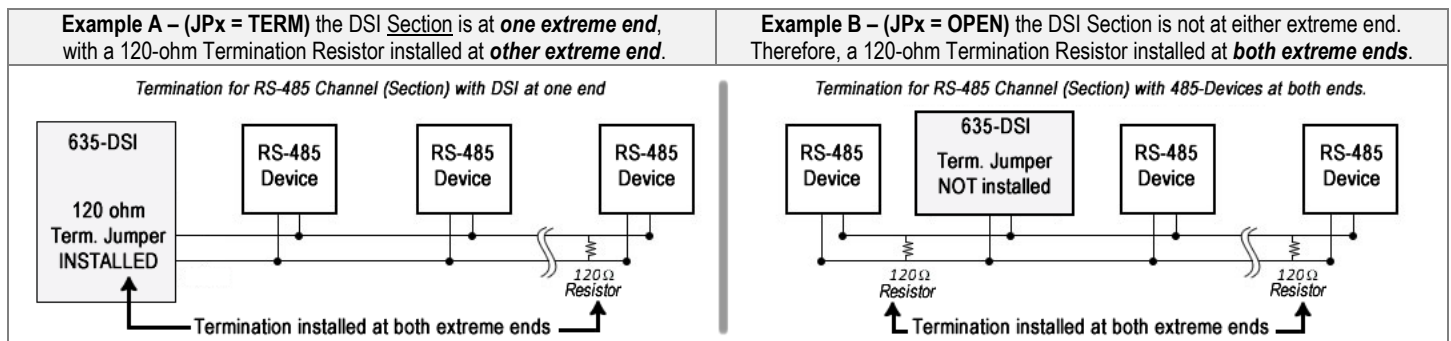 Example A – (JPx = TERM) the DSI Section is at one extreme end,
with a 120-ohm Termination Resistor installed at other extreme end.
Example B – (JPx = OPEN) the DSI Section is not at either extreme end.
Therefore, a 120-ohm Termination Resistor installed at both extreme ends.
Termination for RS-485 Channel (Section) with DSI at one end
635-DSI
120 ohm
Term. Jumper
INSTALLED
RS-485
Device
RS-485
Device
RS-485
Device
120Ω
Resistor
Termination installed at both extreme ends
Termination for RS-485 Channel (Section) with 485-Devices at both ends.
RS-485
Device
635-DSI
Term. Jumper
NOT installed
RS-485
Device
RS-485
Device
120Ω
Resistor
120Ω
Resistor
Termination installed at both extreme ends